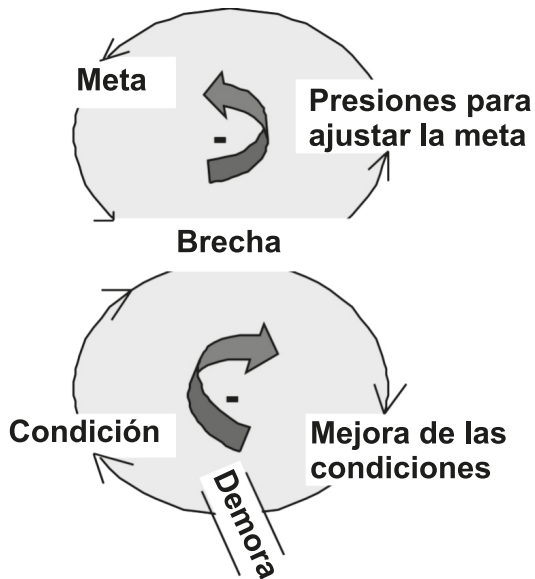 Meta
Presiones para
ajustar la meta
-
Brecha
-
Condición
Mejora de las
condiciones
Demora